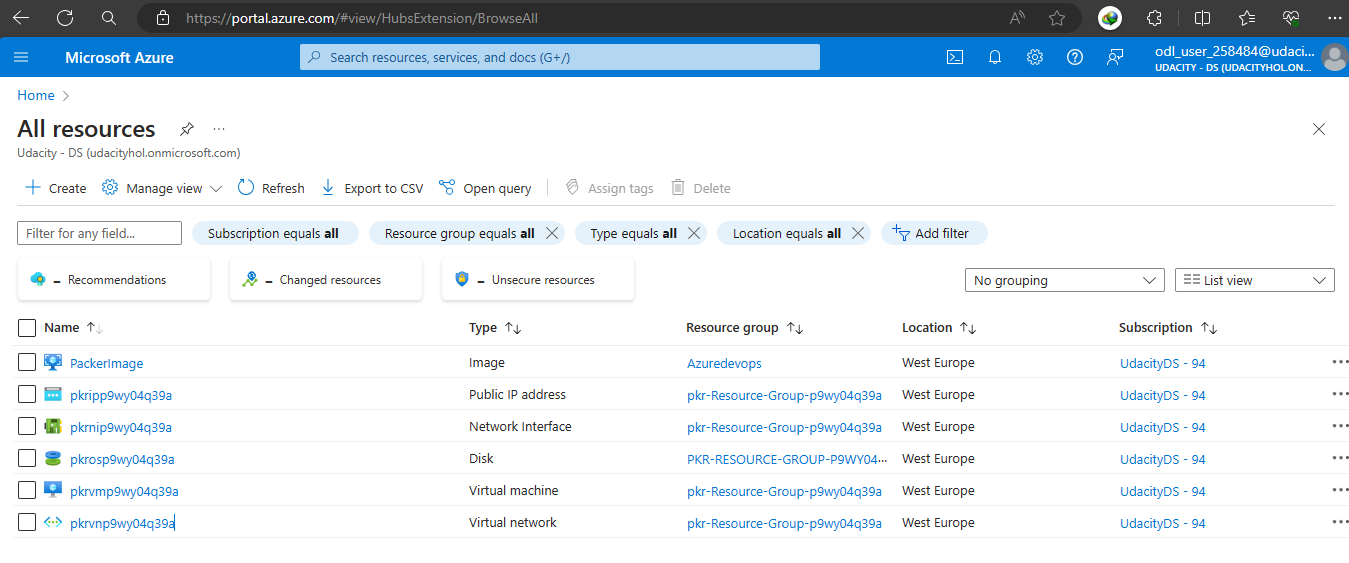 https://portal.azure.com/#view/HubsExtension/BrowseAll
Microsoft Azure Search resources, services, and docs (G+/) odl_user_258484@udaci...
UDACITY - DS (UDACITYHOL.ON...
Home >
All resources ...
Udacity - DS (udacityhol.onmicrosoft.com)
Create Manage view Refresh Export to CSV Open query Assign tags Delete
Filter for any field... Subscription equals all Resource group equals all Type equals all Location equals all Add filter
– Recommendations – Changed resources – Unsecure resources No grouping List view
Name Type Resource group Location Subscription
PackerImage Image Azuredevops West Europe UdacityDS - 94
pkripp9wy04q39a Public IP address pkr-Resource-Group-p9wy04q39a West Europe UdacityDS - 94
pkrnip9wy04q39a Network Interface pkr-Resource-Group-p9wy04q39a West Europe UdacityDS - 94
pkrosp9wy04q39a Disk PKR-RESOURCE-GROUP-P9WY04... West Europe UdacityDS - 94
pkrvmp9wy04q39a Virtual machine pkr-Resource-Group-p9wy04q39a West Europe UdacityDS - 94
pkrvnp9wy04q39a Virtual network pkr-Resource-Group-p9wy04q39a West Europe UdacityDS - 94